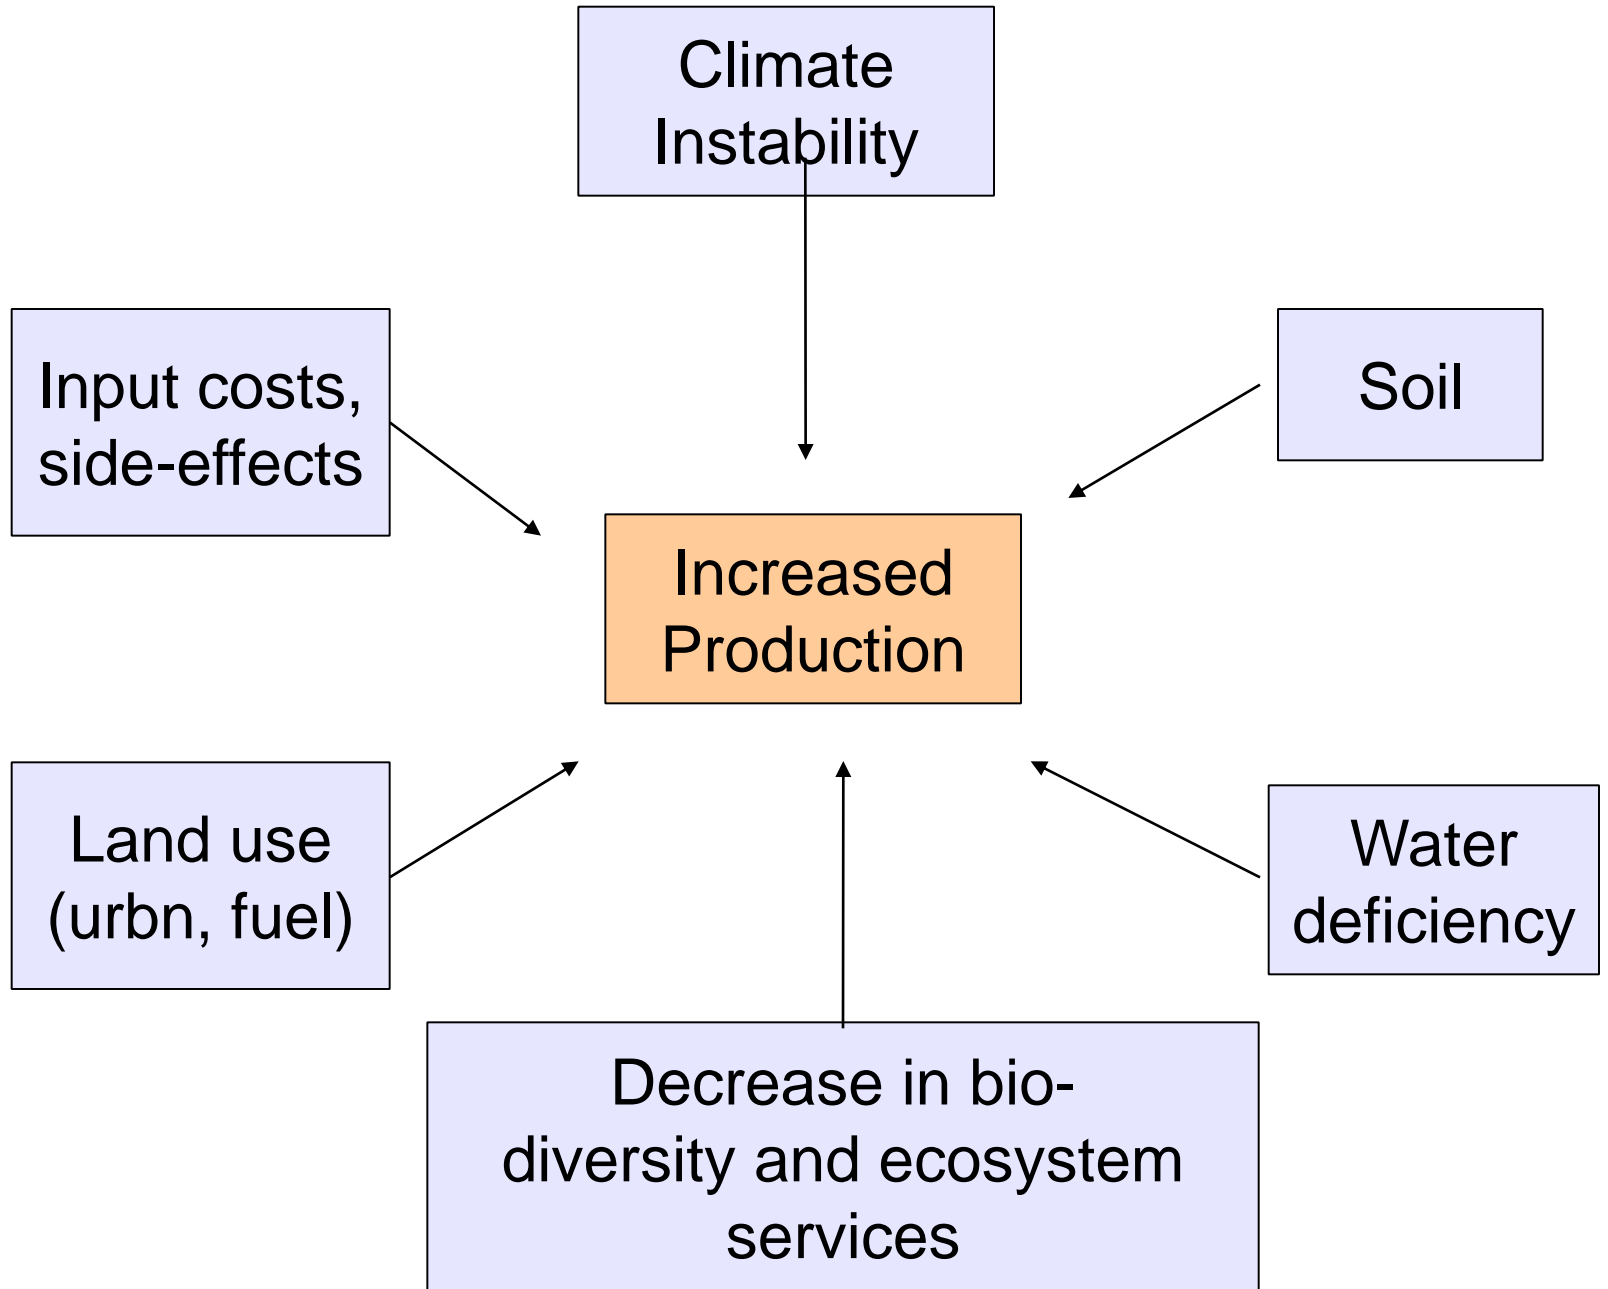 Climate
Instability
Input costs,
side-effects
Soil
Increased
Production
Land use
(urbn, fuel)
Water
deficiency
Decrease in bio-
diversity and ecosystem
services